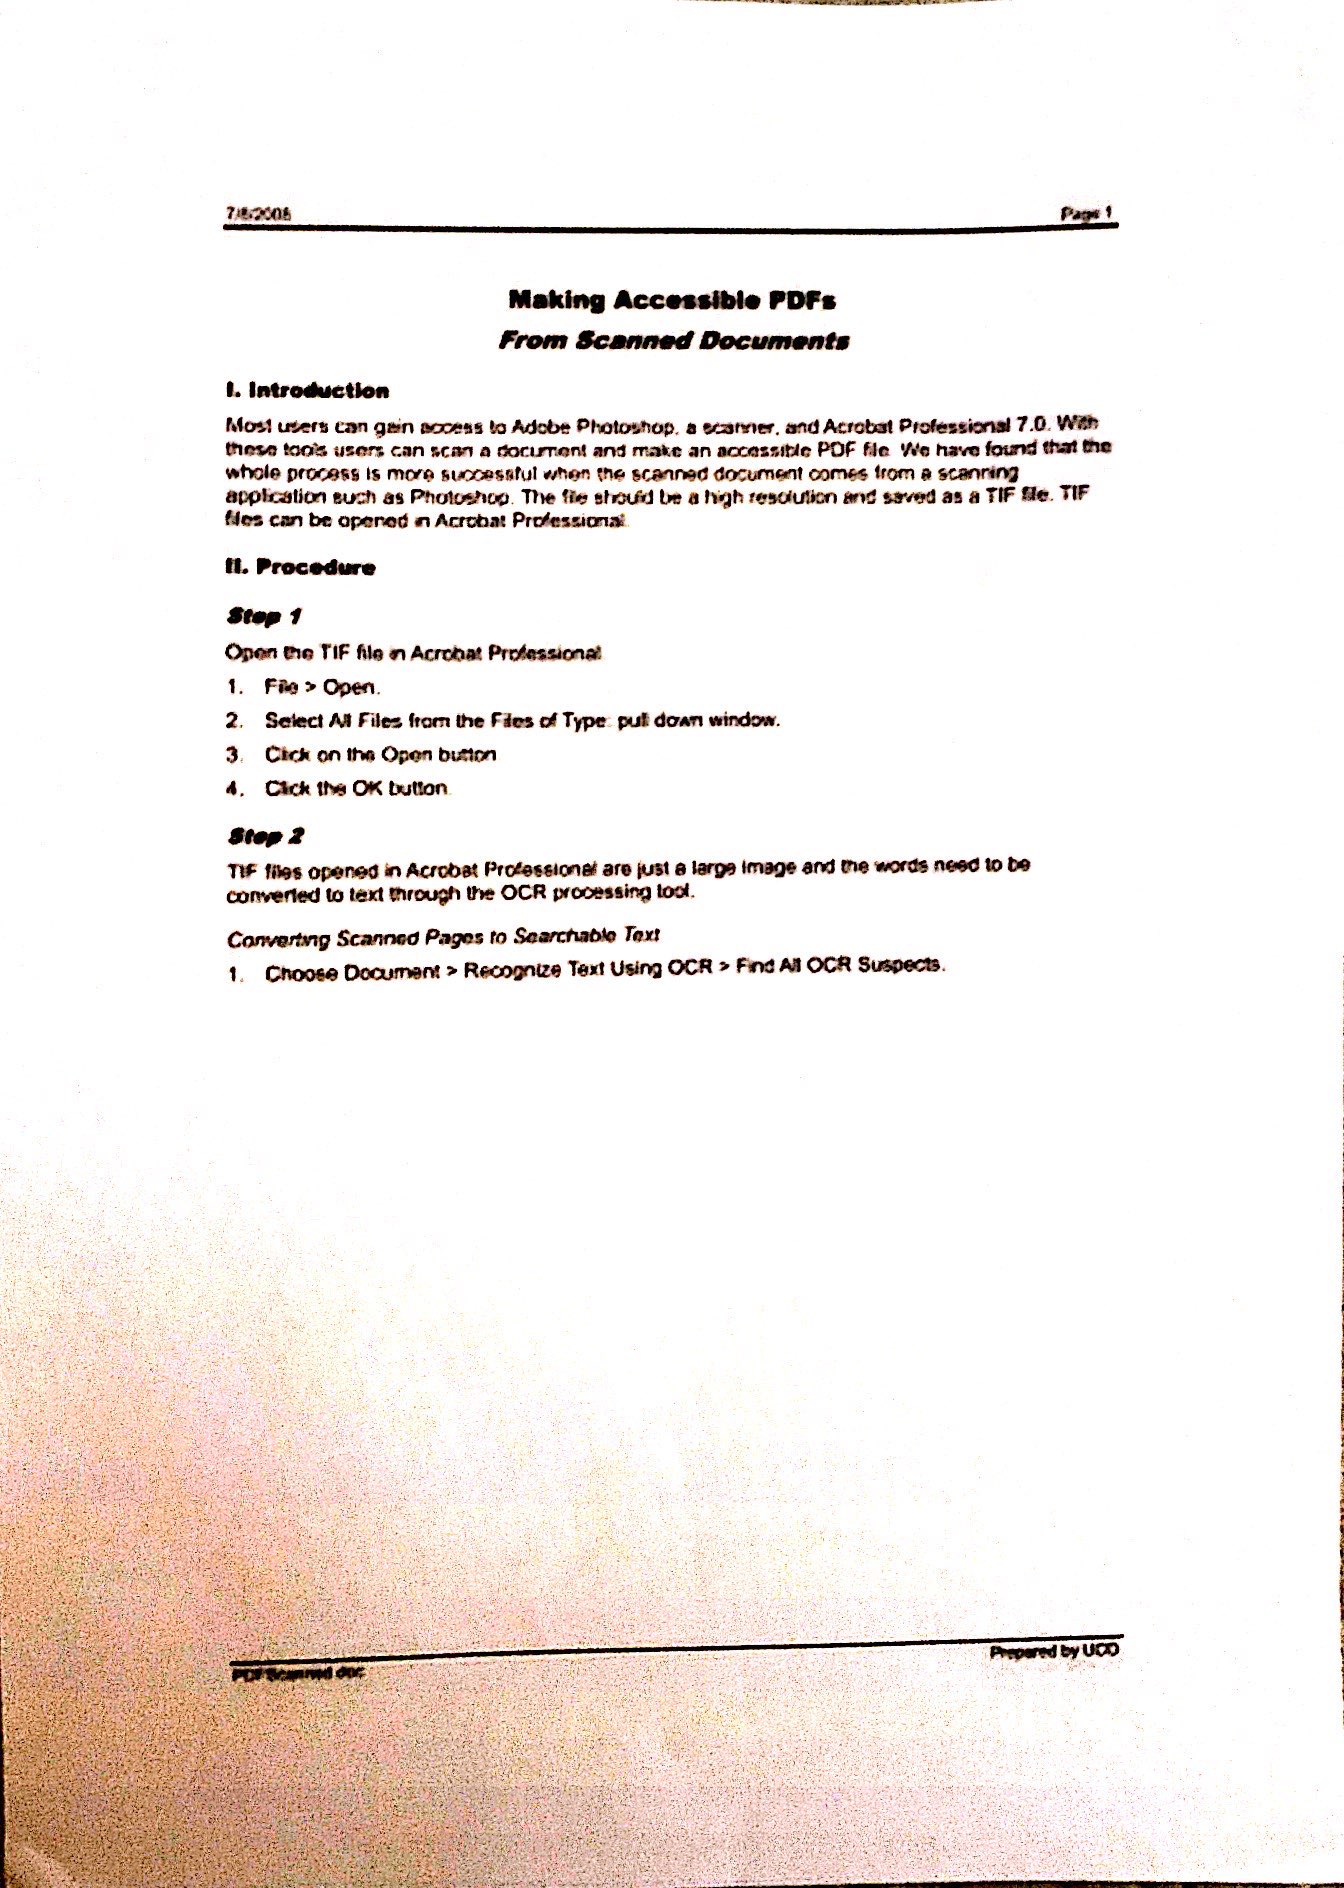 Page 1
Making Accessible PDFs
From Scanned Documents
I. Introduction
Most users can gain access to Adobe Photoshop, a scanner, and Acrobat Professional 7.0. With
these tools users can scan a document and make an accessible PDF file. We have found that the
whole process is more successful when the scanned document comes from a scanning
application such as Photoshop. The file should be a high resolution and saved as a TIF file. TIF
files can be opened in Acrobat Professional.
II. Procedure
Step 1
Open the TIF file in Acrobat Professional
1. File > Open.
2. Select All Files from the Files of Type: pull down window.
3. Click on the Open button
4. Click the OK button.
Step 2
TIF files opened in Acrobat Professional are just a large image and the words need to be
converted to text through the OCR processing tool.
Converting Scanned Pages to Searchable Text
1. Choose Document > Recognize Text Using OCR > Find All OCR Suspects.
Prepared by
PDFScanned.doc